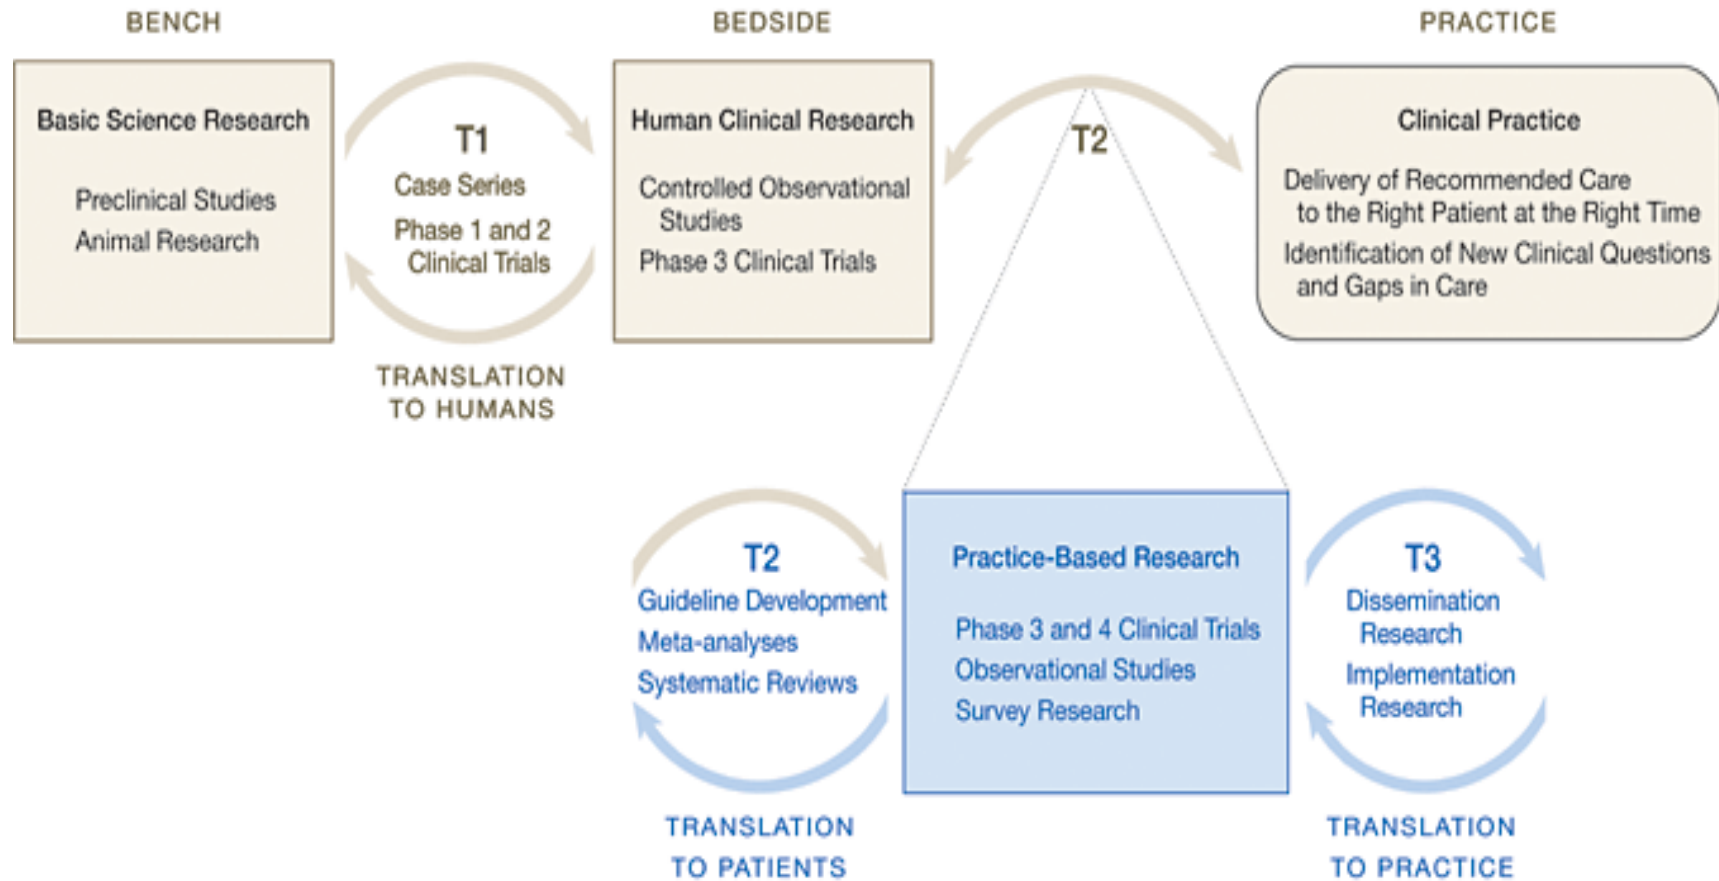 BENCH
BEDSIDE
PRACTICE
Basic Science Research
Preclinical Studies
Animal Research
T1
Case Series
Phase 1 and 2
Clinical Trials
TRANSLATION
TO HUMANS
Human Clinical Research
Controlled Observational
Studies
Phase 3 Clinical Trials
T2
Clinical Practice
Delivery of Recommended Care
to the Right Patient at the Right Time
Identification of New Clinical Questions
and Gaps in Care
T2
Guideline Development
Meta-analyses
Systematic Reviews
TRANSLATION
TO PATIENTS
Practice-Based Research
Phase 3 and 4 Clinical Trials
Observational Studies
Survey Research
T3
Dissemination
Research
Implementation
Research
TRANSLATION
TO PRACTICE